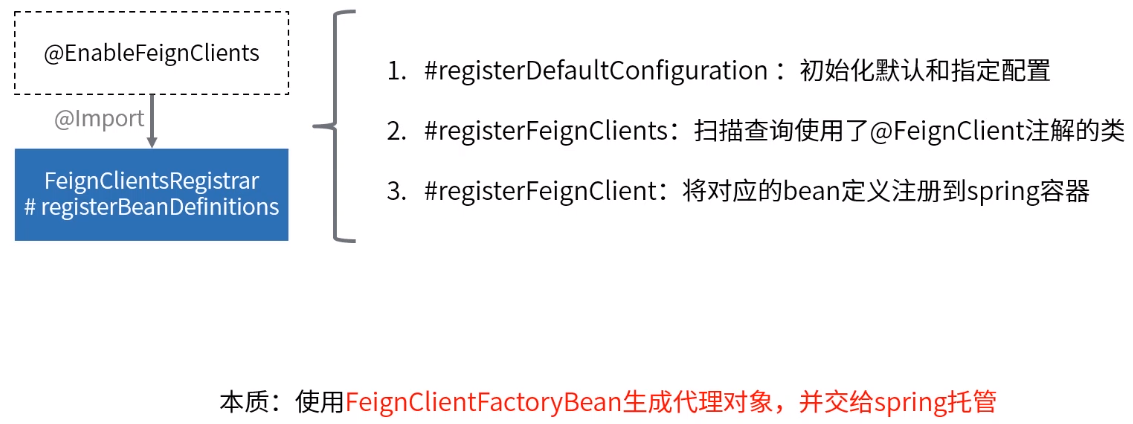 @EnableFeignClients
@Import
FeignClientsRegistrar
# registerBeanDefinitions
1. #registerDefaultConfiguration ：初始化默认和指定配置
2. #registerFeignClients：扫描查询使用了@FeignClient注解的类
3. #registerFeignClient：将对应的bean定义注册到spring容器
本质：使用FeignClientFactoryBean生成代理对象，并交给spring托管